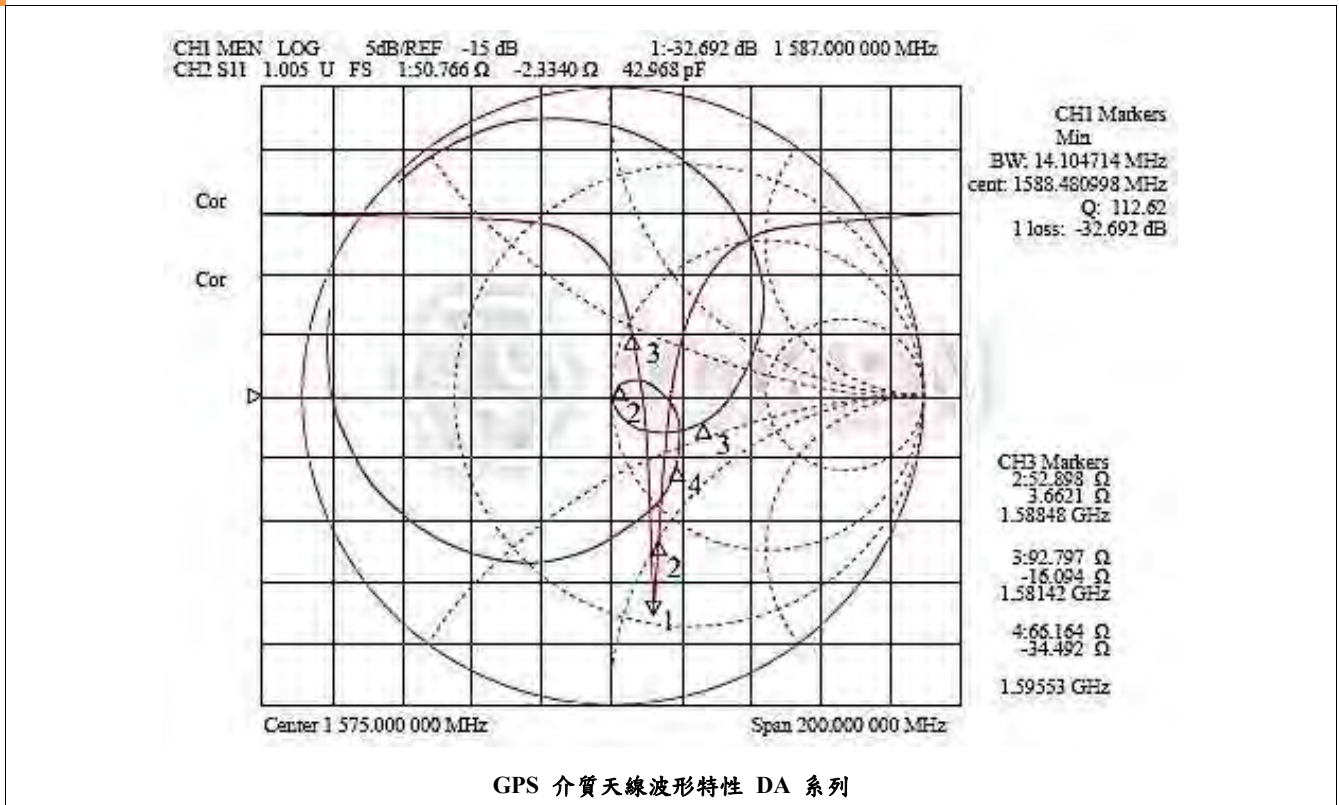 CH1 MEN LOG 5dB/REF -15 dB 1:-32.692 dB 1 587.000 000 MHz
CH2 S11 1.005 U FS 1:50.766 Ω -2.3340 Ω 42.968 pF
CH1 Markers
Min
BW: 14.104714 MHz
cent: 1588.480998 MHz
Q: 112.62
1 loss: -32.692 dB
Cor
Cor
3
2
3
4
2
1
CH3 Markers
2:52.898 Ω
3.6621 Ω
1.58848 GHz
3:92.797 Ω
-16.094 Ω
1.58142 GHz
4:66.164 Ω
-34.492 Ω
1.59553 GHz
Center 1 575.000 000 MHz Span 200.000 000 MHz
GPS 介質天線波形特性 DA 系列